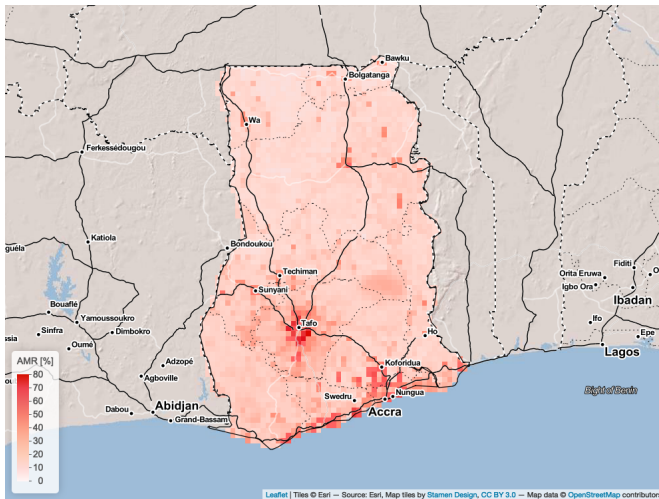 Bawku
Bolgatanga
Wa
Ferkessédougou
Katiola
guéla
Bondoukou
Techiman
Sunyani
Tafo
Ho
Koforidua
Swedru
Nungua
Accra
Bouaflé
Yamoussoukro
Sinfra
Dimbokro
ssia
Oumé
Adzopé
Agboville
Dabou
Abidjan
Grand-Bassam
Fiditi
Orita Eruwa
Igbo Ora
Ibadan
Ifo
Epe
Lagos
Bight of Benin
AMR [%]
80
70
60
50
40
30
20
10
0
Leaflet | Tiles © Esri — Source: Esri, Map tiles by Stamen Design, CC BY 3.0 — Map data © OpenStreetMap contributor